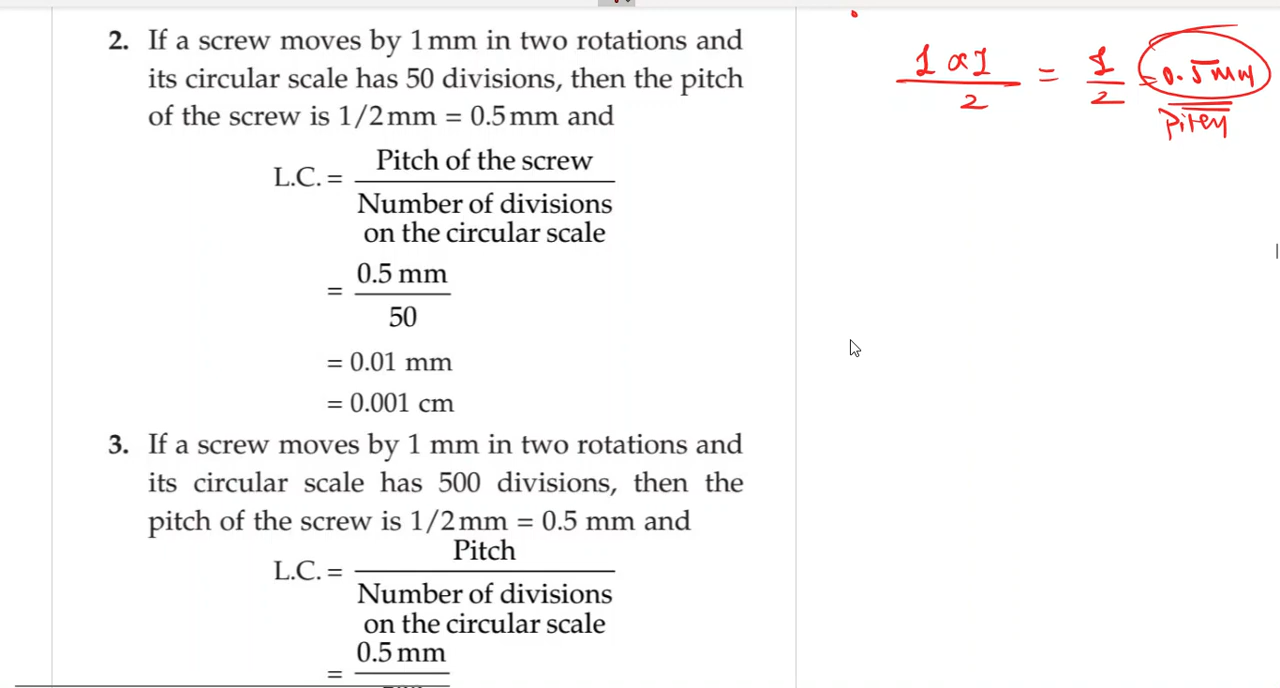 2. If a screw moves by 1 mm in two rotations and
its circular scale has 50 divisions, then the pitch
of the screw is 1/2 mm = 0.5 mm and
L.C. = Pitch of the screw
Number of divisions
on the circular scale
= 0.5 mm
50
= 0.01 mm
= 0.001 cm
3. If a screw moves by 1 mm in two rotations and
its circular scale has 500 divisions, then the
pitch of the screw is 1/2 mm = 0.5 mm and
L.C. = Pitch
Number of divisions
on the circular scale
= 0.5 mm
1 × 1
2
= 1
2
= 0.5 mm